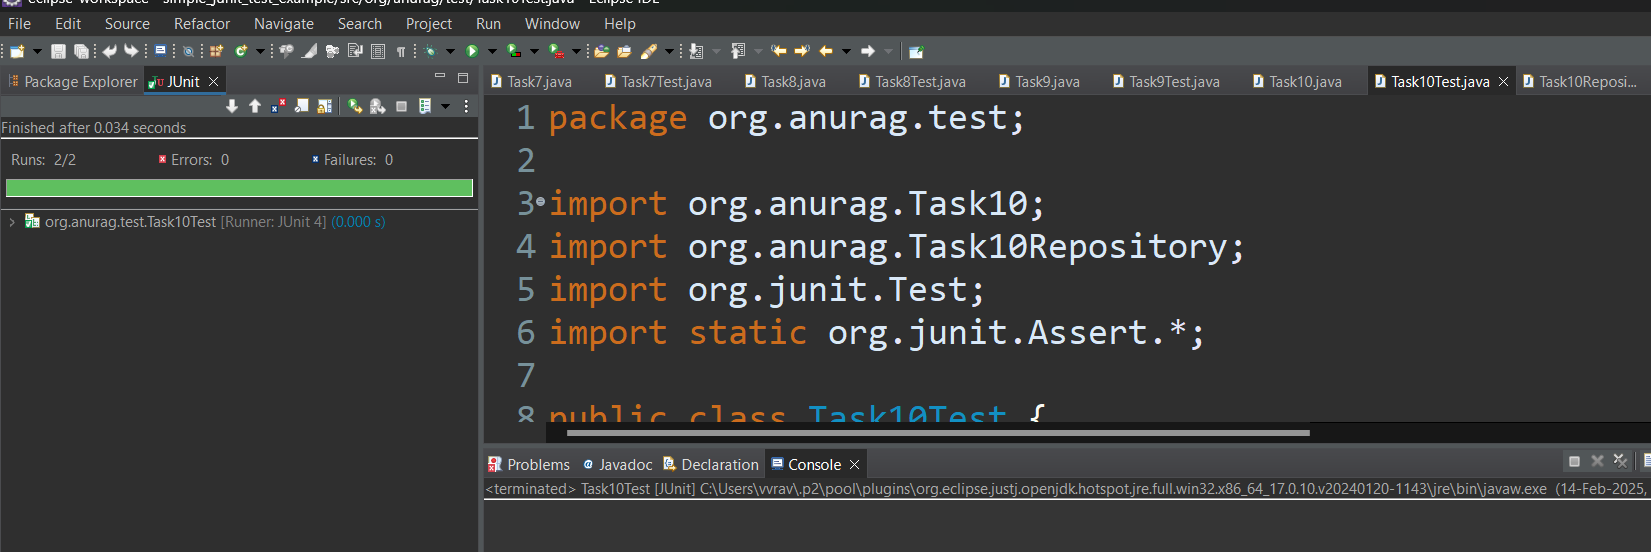 eclipse-workspace - simple_junit_test_example/src/org/anurag/test/Task10Test.java - Eclipse IDE
File Edit Source Refactor Navigate Search Project Run Window Help
Package Explorer JUnit
Finished after 0.034 seconds
Runs: 2/2 Errors: 0 Failures: 0
org.anurag.test.Task10Test [Runner: JUnit 4] (0.000 s)
Task7.java Task7Test.java Task8.java Task8Test.java Task9.java Task9Test.java Task10.java Task10Test.java Task10Reposi...
1 package org.anurag.test;
2
3 import org.anurag.Task10;
4 import org.anurag.Task10Repository;
5 import org.junit.Test;
6 import static org.junit.Assert.*;
7
8 public class Task10Test {
Problems Javadoc Declaration Console
<terminated> Task10Test [JUnit] C:\Users\vvrav\.p2\pool\plugins\org.eclipse.justj.openjdk.hotspot.jre.full.win32.x86_64_17.0.10.v20240120-1143\jre\bin\javaw.exe (14-Feb-2025,